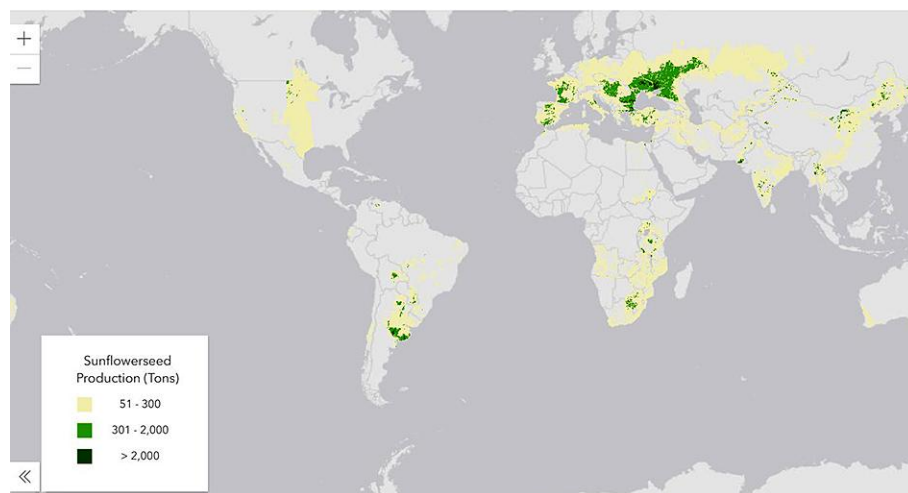 +
−
Sunflowerseed
Production (Tons)
51 - 300
301 - 2,000
> 2,000
«